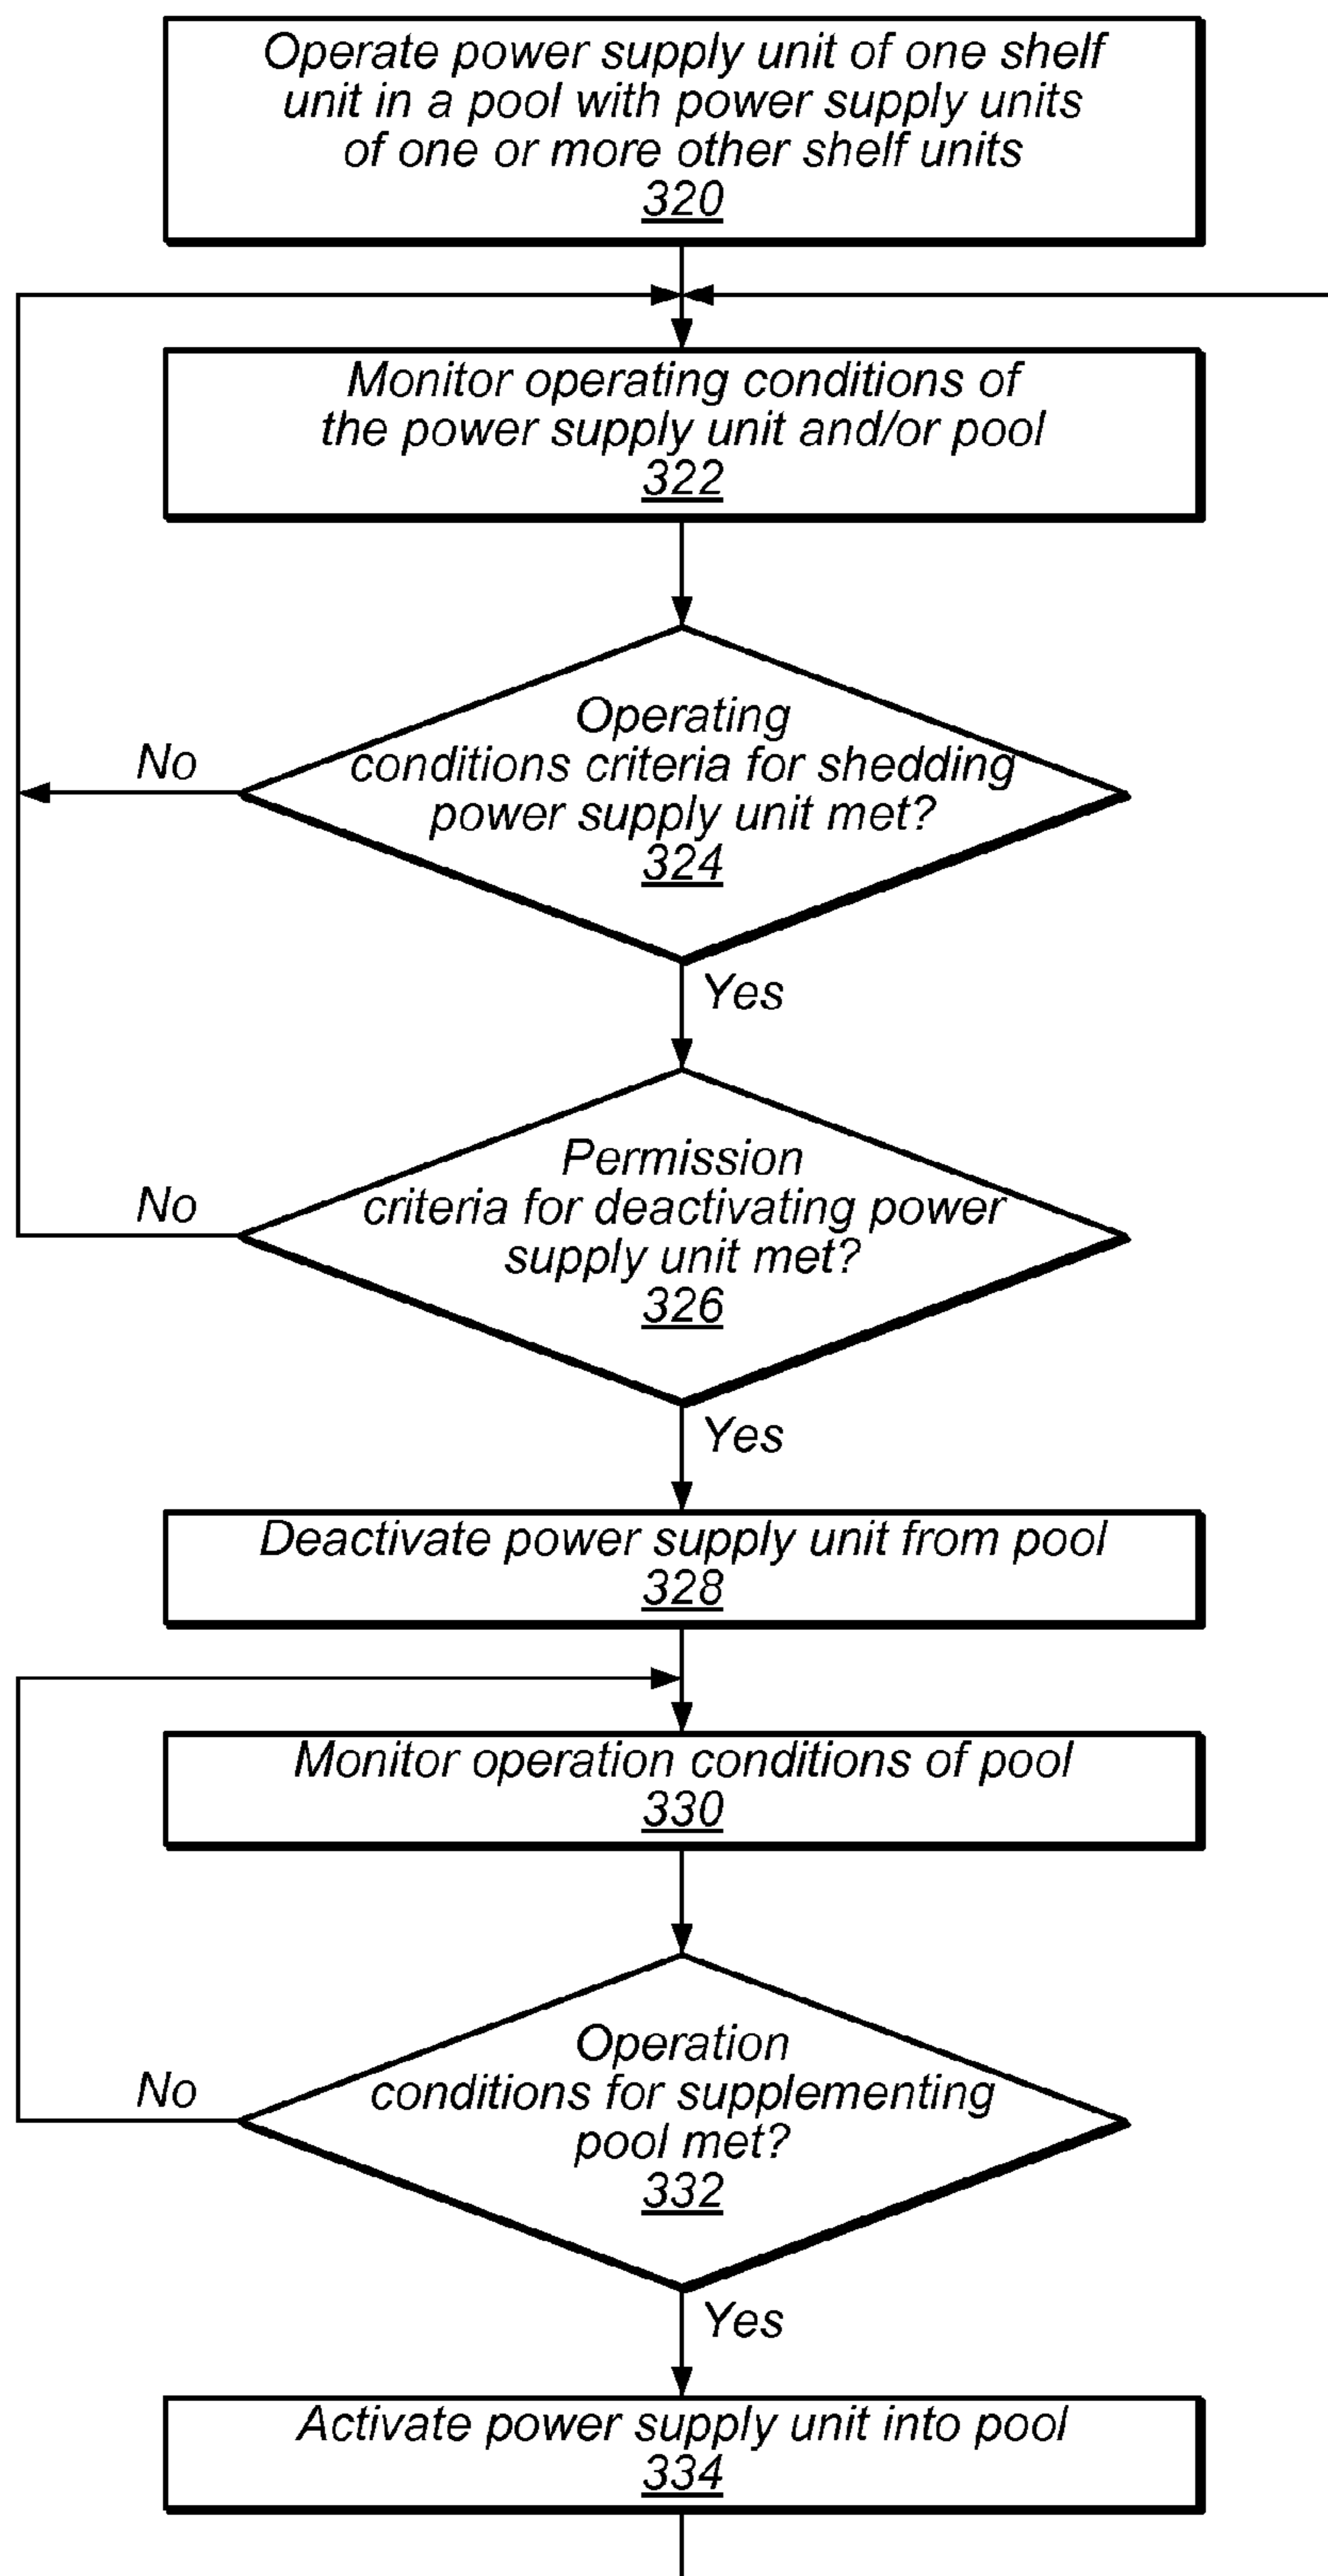 Operate power supply unit of one shelf
unit in a pool with power supply units
of one or more other shelf units
320
Monitor operating conditions of
the power supply unit and/or pool
322
Operating
conditions criteria for shedding
power supply unit met?
324
No
Yes
Permission
criteria for deactivating power
supply unit met?
326
No
Yes
Deactivate power supply unit from pool
328
Monitor operation conditions of pool
330
Operation
conditions for supplementing
pool met?
332
No
Yes
Activate power supply unit into pool
334